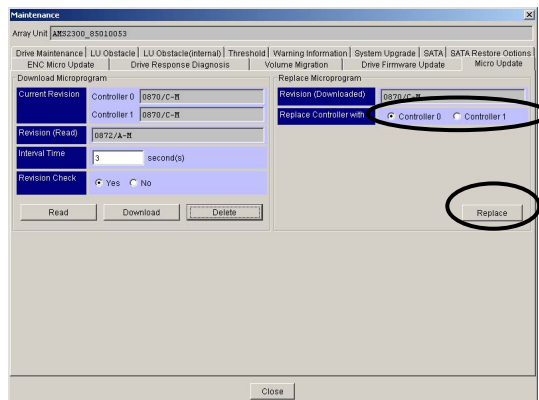 Maintenance
Array Unit AMS2300_85010053
Drive Maintenance LU Obstacle LU Obstacle(internal) Threshold Warning Information System Upgrade SATA SATA Restore Options
ENC Micro Update Drive Response Diagnosis Volume Migration Drive Firmware Update Micro Update
Download Microprogram
Current Revision Controller 0 0870/C-M
Controller 1 0870/C-M
Revision (Read) 0872/A-M
Interval Time 3 second(s)
Revision Check Yes No
Read Download Delete
Replace Microprogram
Revision (Downloaded) 0870/C-M
Replace Controller with Controller 0 Controller 1
Replace
Close